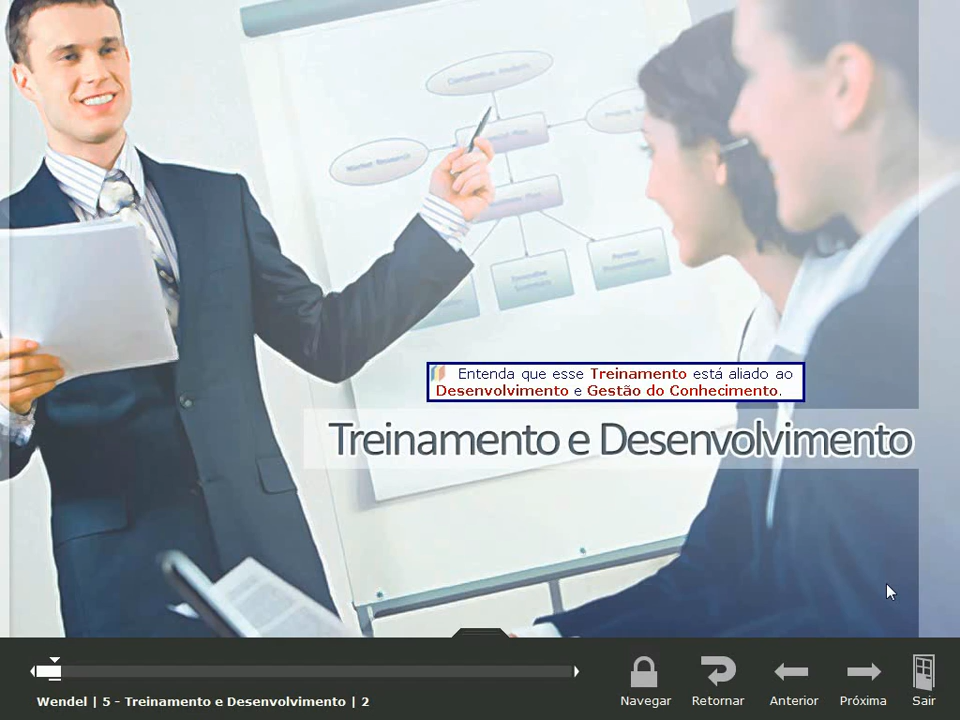 Entenda que esse Treinamento está aliado ao
Desenvolvimento e Gestão do Conhecimento.
Treinamento e Desenvolvimento
Navegar
Retornar
Anterior
Próxima
Sair
Wendel | 5 - Treinamento e Desenvolvimento | 2